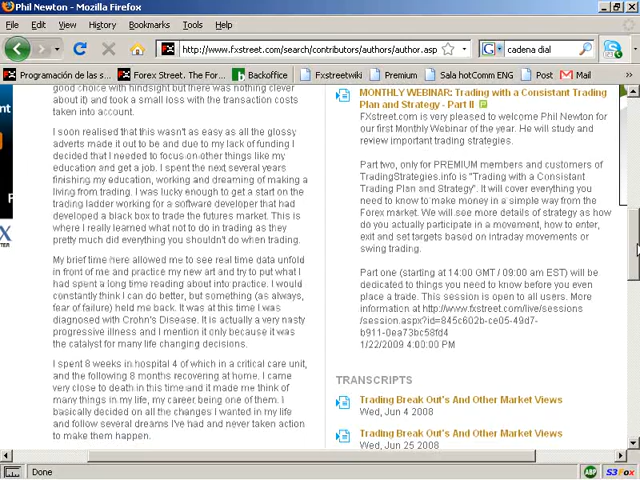 Phil Newton - Mozilla Firefox
File Edit View History Bookmarks Tools Help
http://www.fxstreet.com/search/contributors/authors/author.asp
cadena dial
Programación de las s... Forex Street. The For... Backoffice Fxstreetwiki Premium Sala hotComm ENG Post Mail
good choice with hindsight but there was nothing clever
about it) and took a small loss with the transaction costs
taken into account.
I soon realised that this wasn't as easy as all the glossy
adverts made it out to be and due to my lack of funding I
decided that I needed to focus on other things like my
education and get a job. I spent the next several years
finishing my education, working and dreaming of making a
living from trading. I was lucky enough to get a start on the
trading ladder working for a software developer that had
developed a black box to trade the futures market. This is
where I really learned what not to do in trading as they
pretty much did everything you shouldn't do when trading.
My brief time here allowed me to see real time data unfold
in front of me and practice my new art and try to put what I
had spent a long time reading about into practice. I would
constantly think I can do better, but something (as always,
fear of failure) held me back. It was at this time I was
diagnosed with Crohn's Disease. It is actually a very nasty
progressive illness and I mention it only because it was
the catalyst for many life changing decisions.
I spent 8 weeks in hospital 4 of which in a critical care unit,
and the following 8 months recovering at home. I came
very close to death in this time and it made me think of
many things in my life, my career being one of them. I
basically decided on all the changes I wanted in my life
and follow several dreams I've had and never taken action
to make them happen.
MONTHLY WEBINAR: Trading with a Consistant Trading
Plan and Strategy - Part II
FXstreet.com is very pleased to welcome Phil Newton for
our first Monthly Webinar of the year. He will study and
review important trading strategies.
Part two, only for PREMIUM members and customers of
TradingStrategies.info is "Trading with a Consistant
Trading Plan and Strategy". It will cover everything you
need to know to make money in a simple way from the
Forex market. We will see more details of strategy as how
do you actually participate in a movement, how to enter,
exit and set targets based on intraday movements or
swing trading.
Part one (starting at 14:00 GMT / 09:00 am EST) will be
dedicated to things you need to know before you even
place a trade. This session is open to all users. More
information at http://www.fxstreet.com/live/sessions
/session.aspx?id=845c602b-ce05-49d7-
b911-0ea73bc58fd4
1/22/2009 4:00:00 PM
TRANSCRIPTS
Trading Break Out's And Other Market Views
Wed, Jun 4 2008
Trading Break Out's And Other Market Views
Wed, Jun 25 2008
Done
ABP
S3Fox